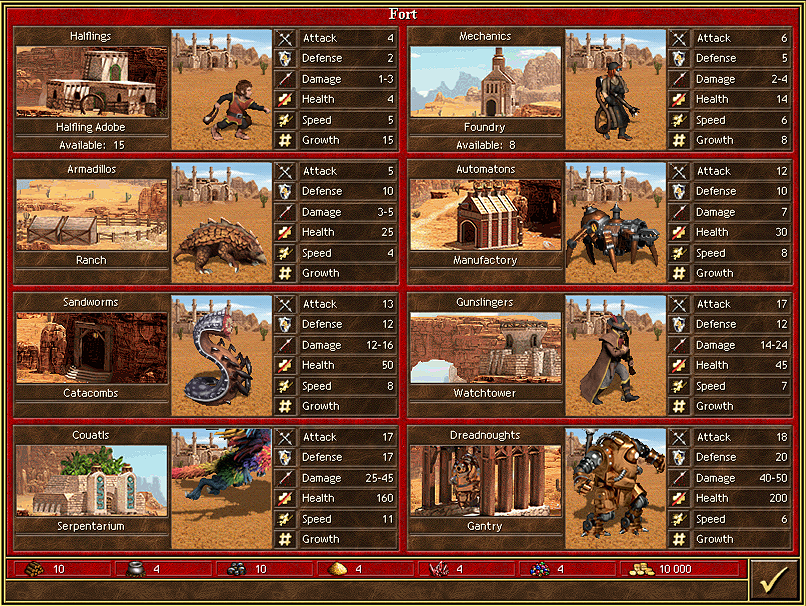 Fort
Halflings
Attack 4
Defense 2
Damage 1-3
Health 4
Speed 5
Growth 15
Halfling Adobe
Available: 15
Mechanics
Attack 6
Defense 5
Damage 2-4
Health 14
Speed 6
Growth 8
Foundry
Available: 8
Armadillos
Attack 5
Defense 10
Damage 3-5
Health 25
Speed 4
Growth
Ranch
Automatons
Attack 12
Defense 10
Damage 7
Health 30
Speed 8
Growth
Manufactory
Sandworms
Attack 13
Defense 12
Damage 12-16
Health 50
Speed 8
Growth
Catacombs
Gunslingers
Attack 17
Defense 12
Damage 14-24
Health 45
Speed 7
Growth
Watchtower
Couatls
Attack 17
Defense 17
Damage 25-45
Health 160
Speed 11
Growth
Serpentarium
Dreadnoughts
Attack 18
Defense 20
Damage 40-50
Health 200
Speed 6
Growth
Gantry
10 4 10 4 4 4 10 000